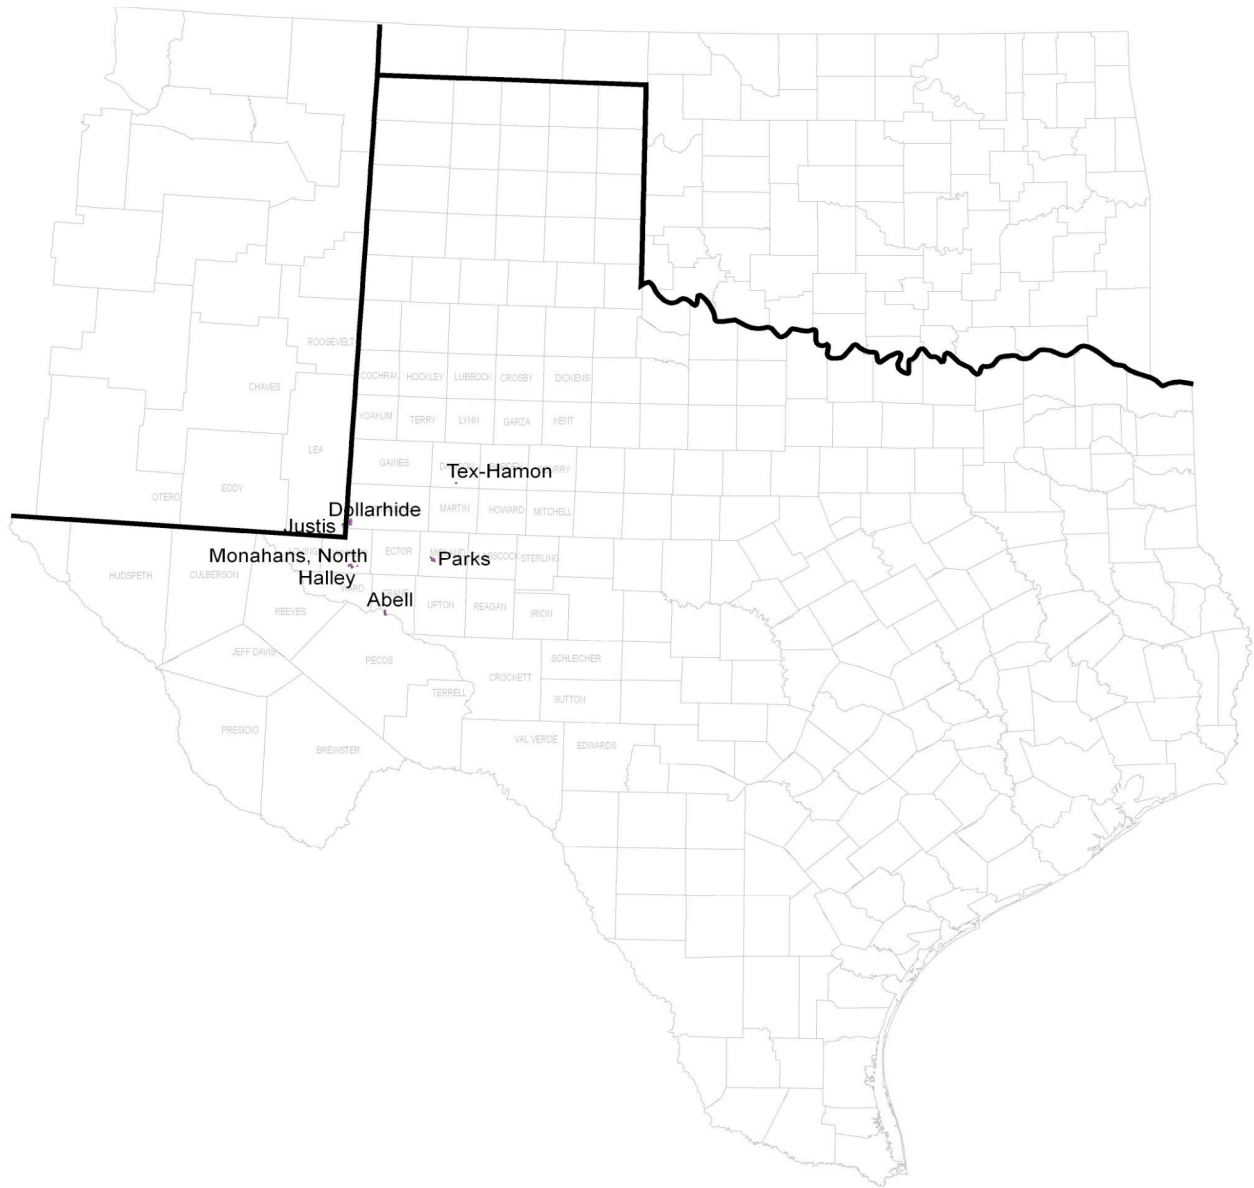 ROOSEVELT
COCHRAN HOCKLEY LUBBOCK CROSBY DICKENS
CHAVES
YOAKUM TERRY LYNN GARZA KENT
LEA
GAINES
Tex-Hamon
EDDY
OTERO
Dollarhide MARTIN HOWARD MITCHELL
Justis
Monahans, North ECTOR Parks STERLING
HUDSPETH CULBERSON Halley
Abell UPTON REAGAN IRION
REEVES
JEFF DAVIS PECOS CROCKETT SCHLEICHER
TERRELL SUTTON
PRESIDIO BREWSTER VAL VERDE EDWARDS